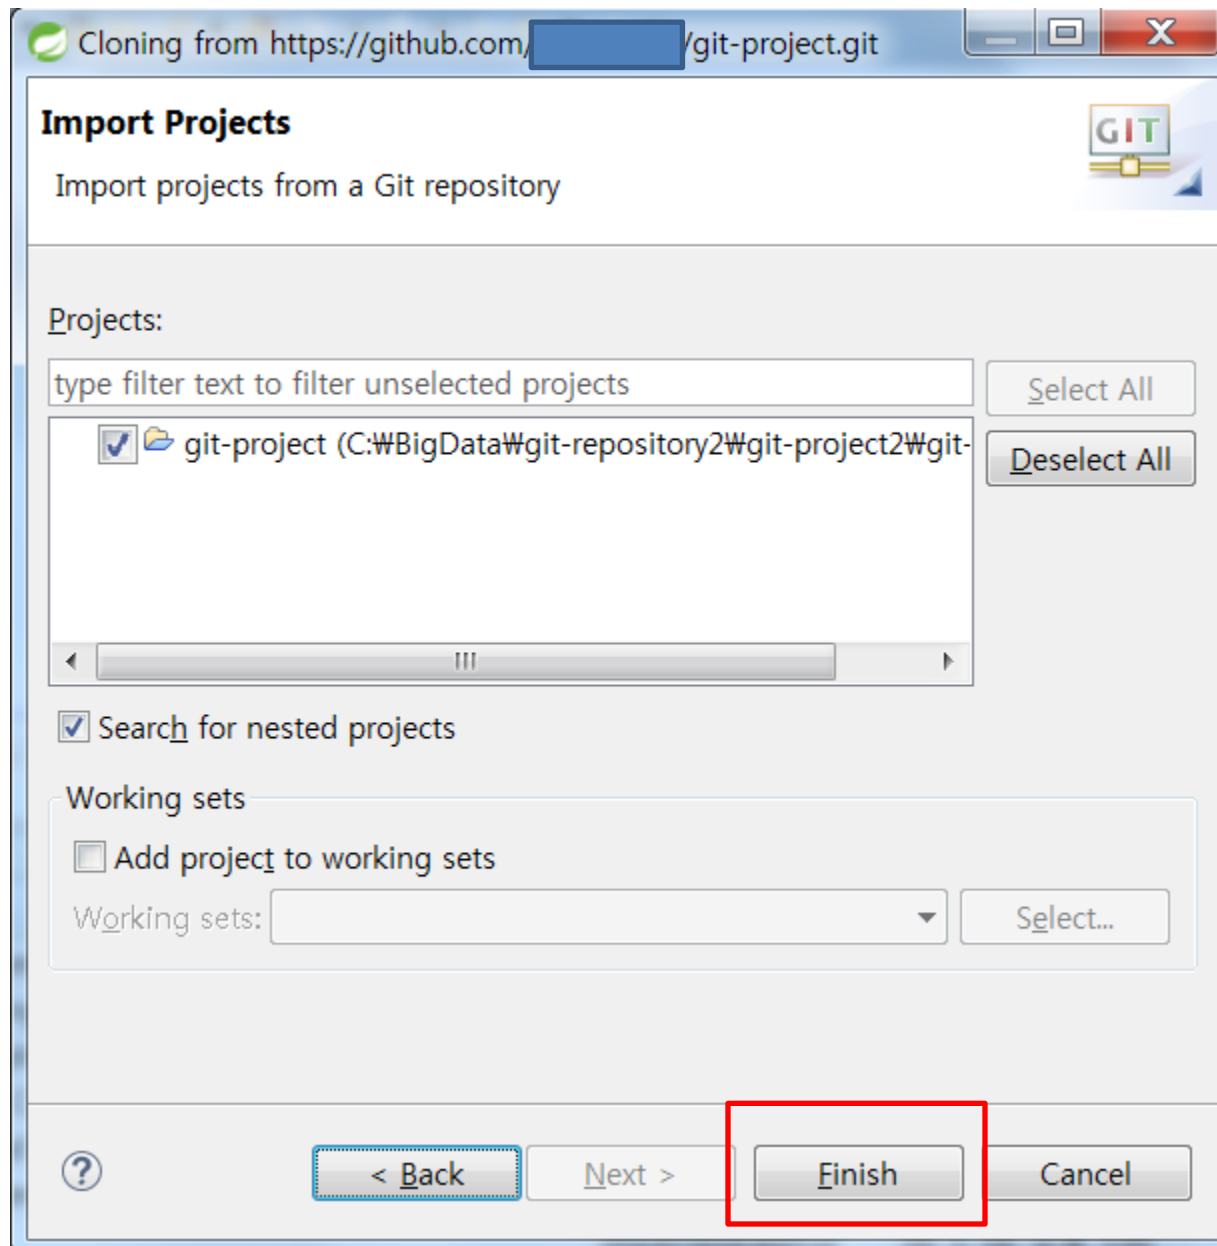 Cloning from https://github.com/ /git-project.git
X
Import Projects
GIT
Import projects from a Git repository
Projects:
type filter text to filter unselected projects
Select All
git-project (C:₩BigData₩git-repository2₩git-project2₩git-
Deselect All
Search for nested projects
Working sets
Add project to working sets
Working sets:
Select...
?
< Back
Next >
Finish
Cancel